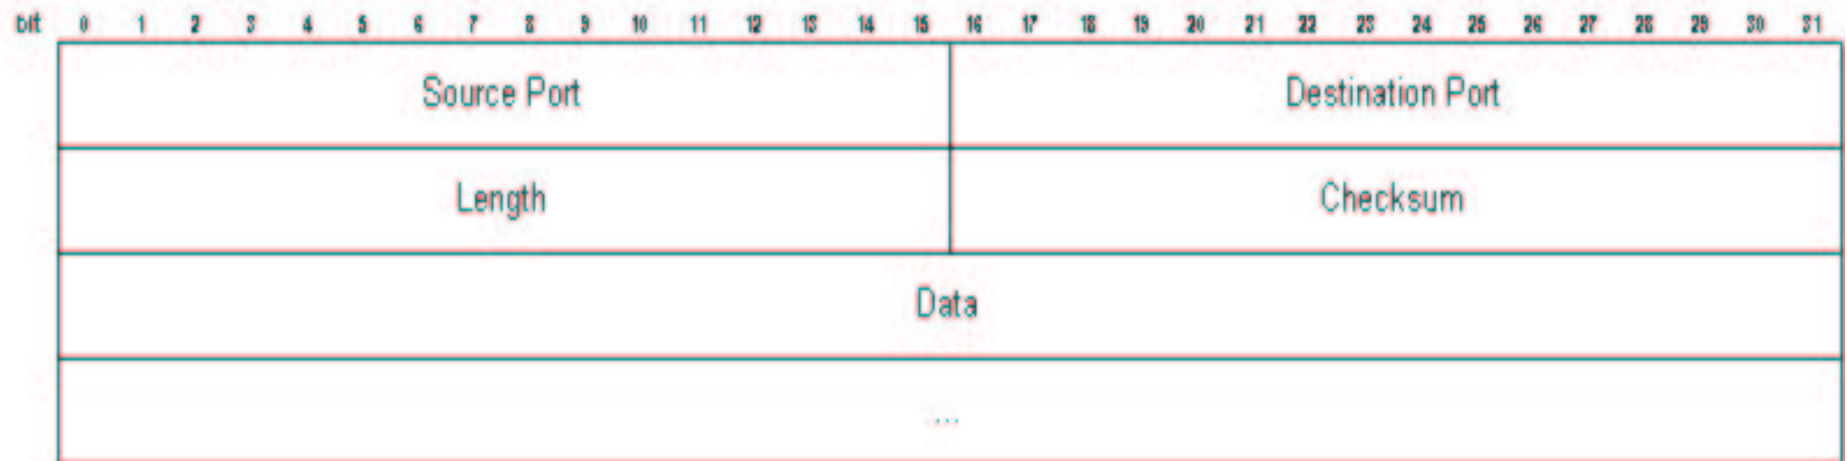 bit 0 1 2 3 4 5 6 7 8 9 10 11 12 13 14 15 16 17 18 19 20 21 22 23 24 25 26 27 28 29 30 31
Source Port Destination Port
Length Checksum
Data
...